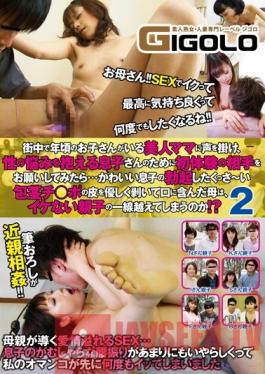 素人熟女・人妻専門レーベル ジゴロ
GIGOLO
お母さん!!SEXでイクって
最高に気持ち良くって
何度でもしたくなるね!!
街中で年頃のお子さんがいる美人ママに声を掛け、
性の悩みを抱える息子さんのために初体験の相手を
お願いしてみたら…かわいい息子の勃起したくっさ～い
包茎チ●ポの皮を優しく剥いて口に含んだ母は、
イケない親子の一線越えてしまうのか!?
2
筆おろしが
近親相姦!!
母親が導く愛情溢れるSEX…
息子のがむしゃらな腰振りがあまりにもいやらしくって
私のオマンコが先に何度もイッてしまいました!